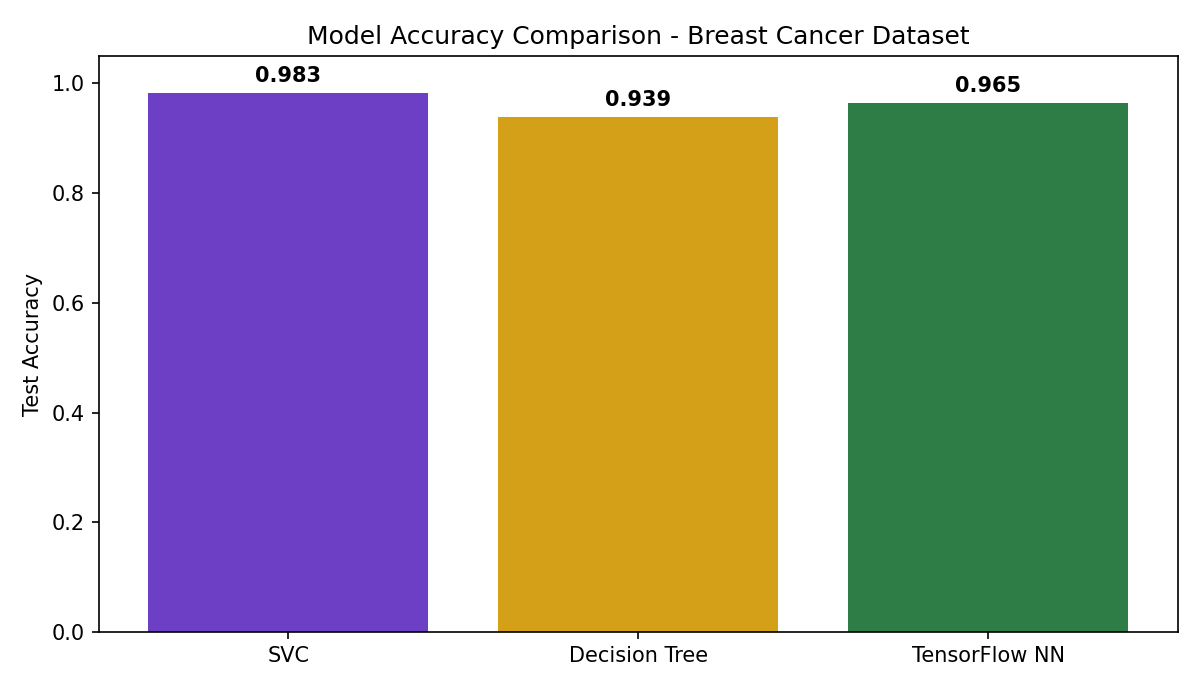 Model Accuracy Comparison - Breast Cancer Dataset
0.983
0.939
0.965
1.0
0.8
0.6
0.4
0.2
0.0
Test Accuracy
SVC
Decision Tree
TensorFlow NN